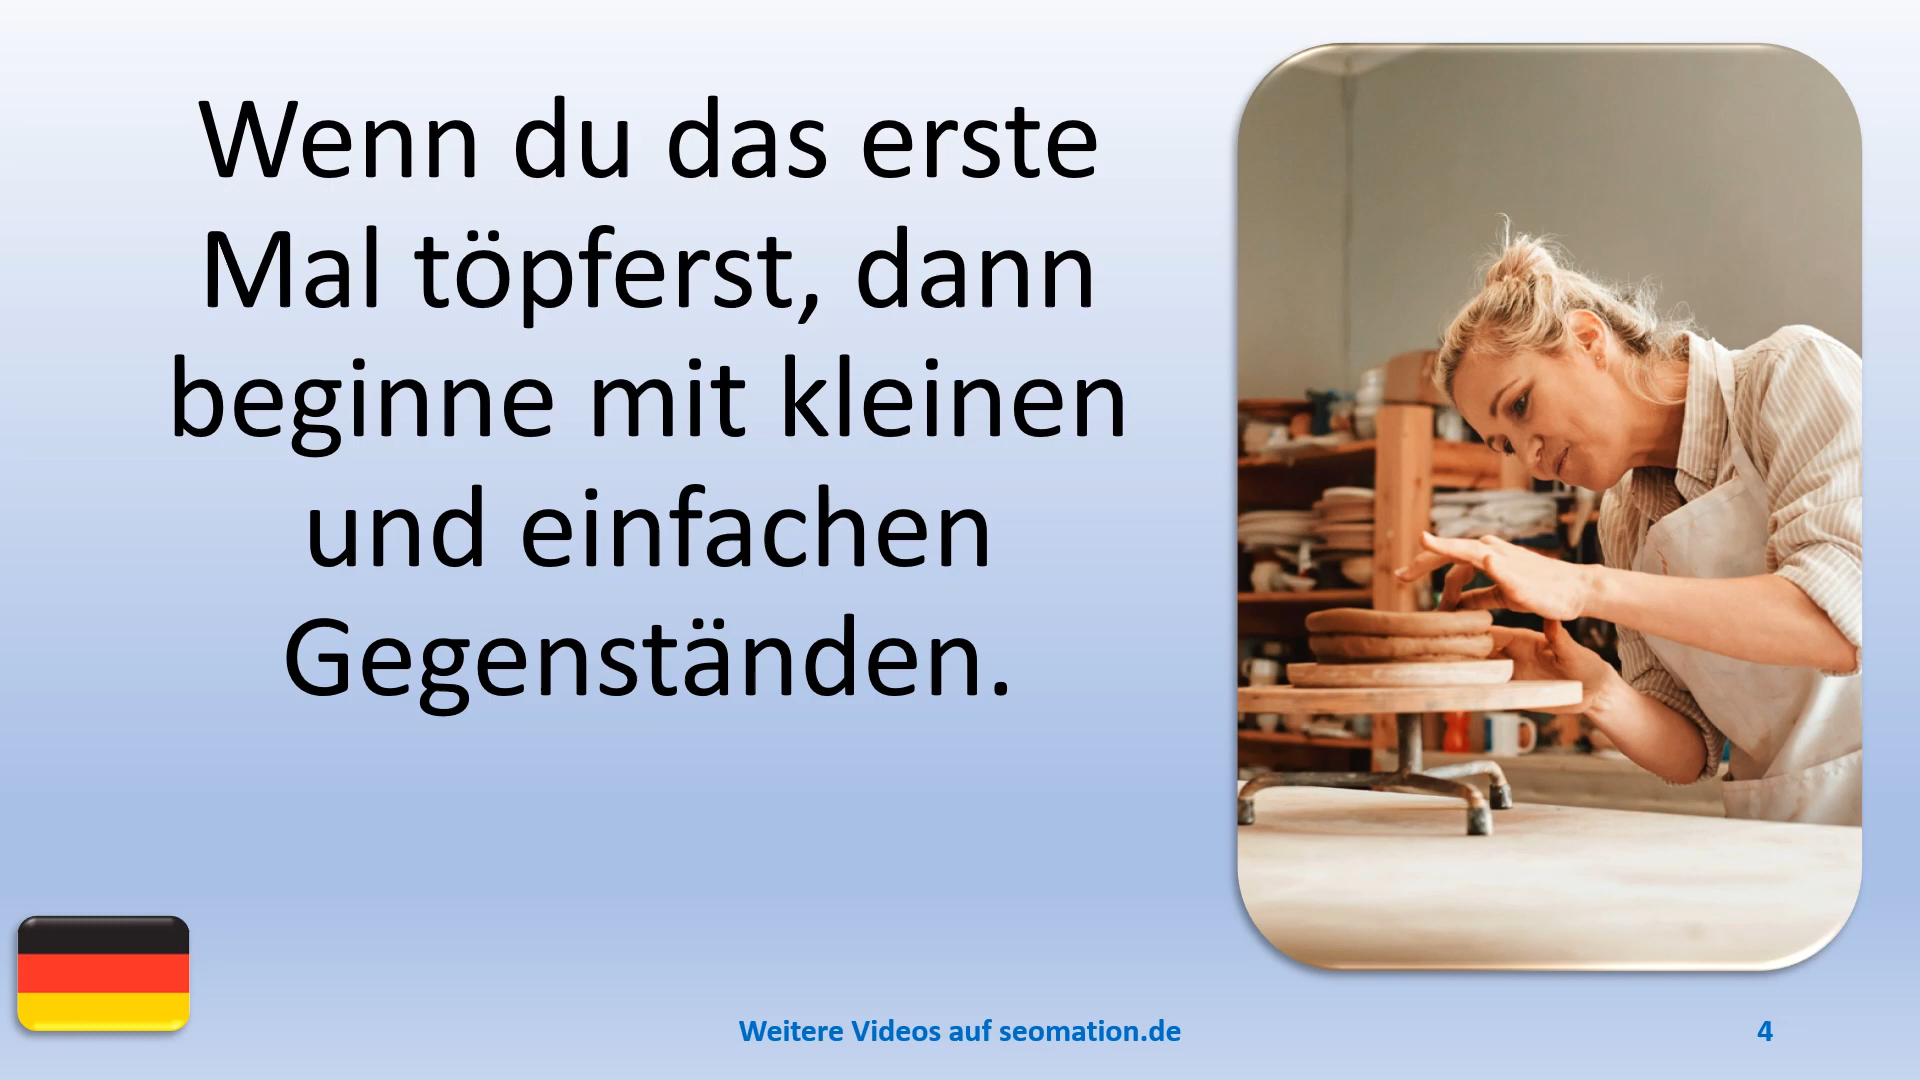 Wenn du das erste
Mal töpferst, dann
beginne mit kleinen
und einfachen
Gegenständen.
Weitere Videos auf seomation.de
4